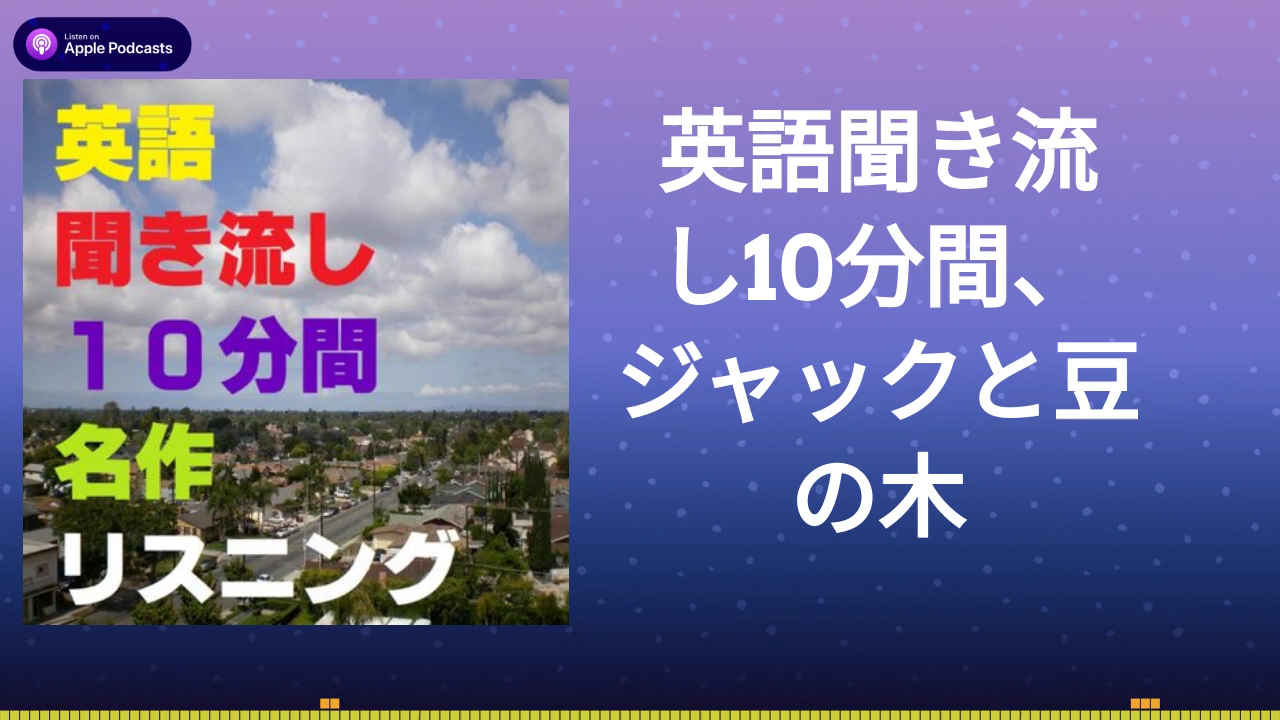 Listen on
Apple Podcasts
英語
聞き流し
１０分間
名作
リスニング
英語聞き流
し10分間、
ジャックと豆
の木